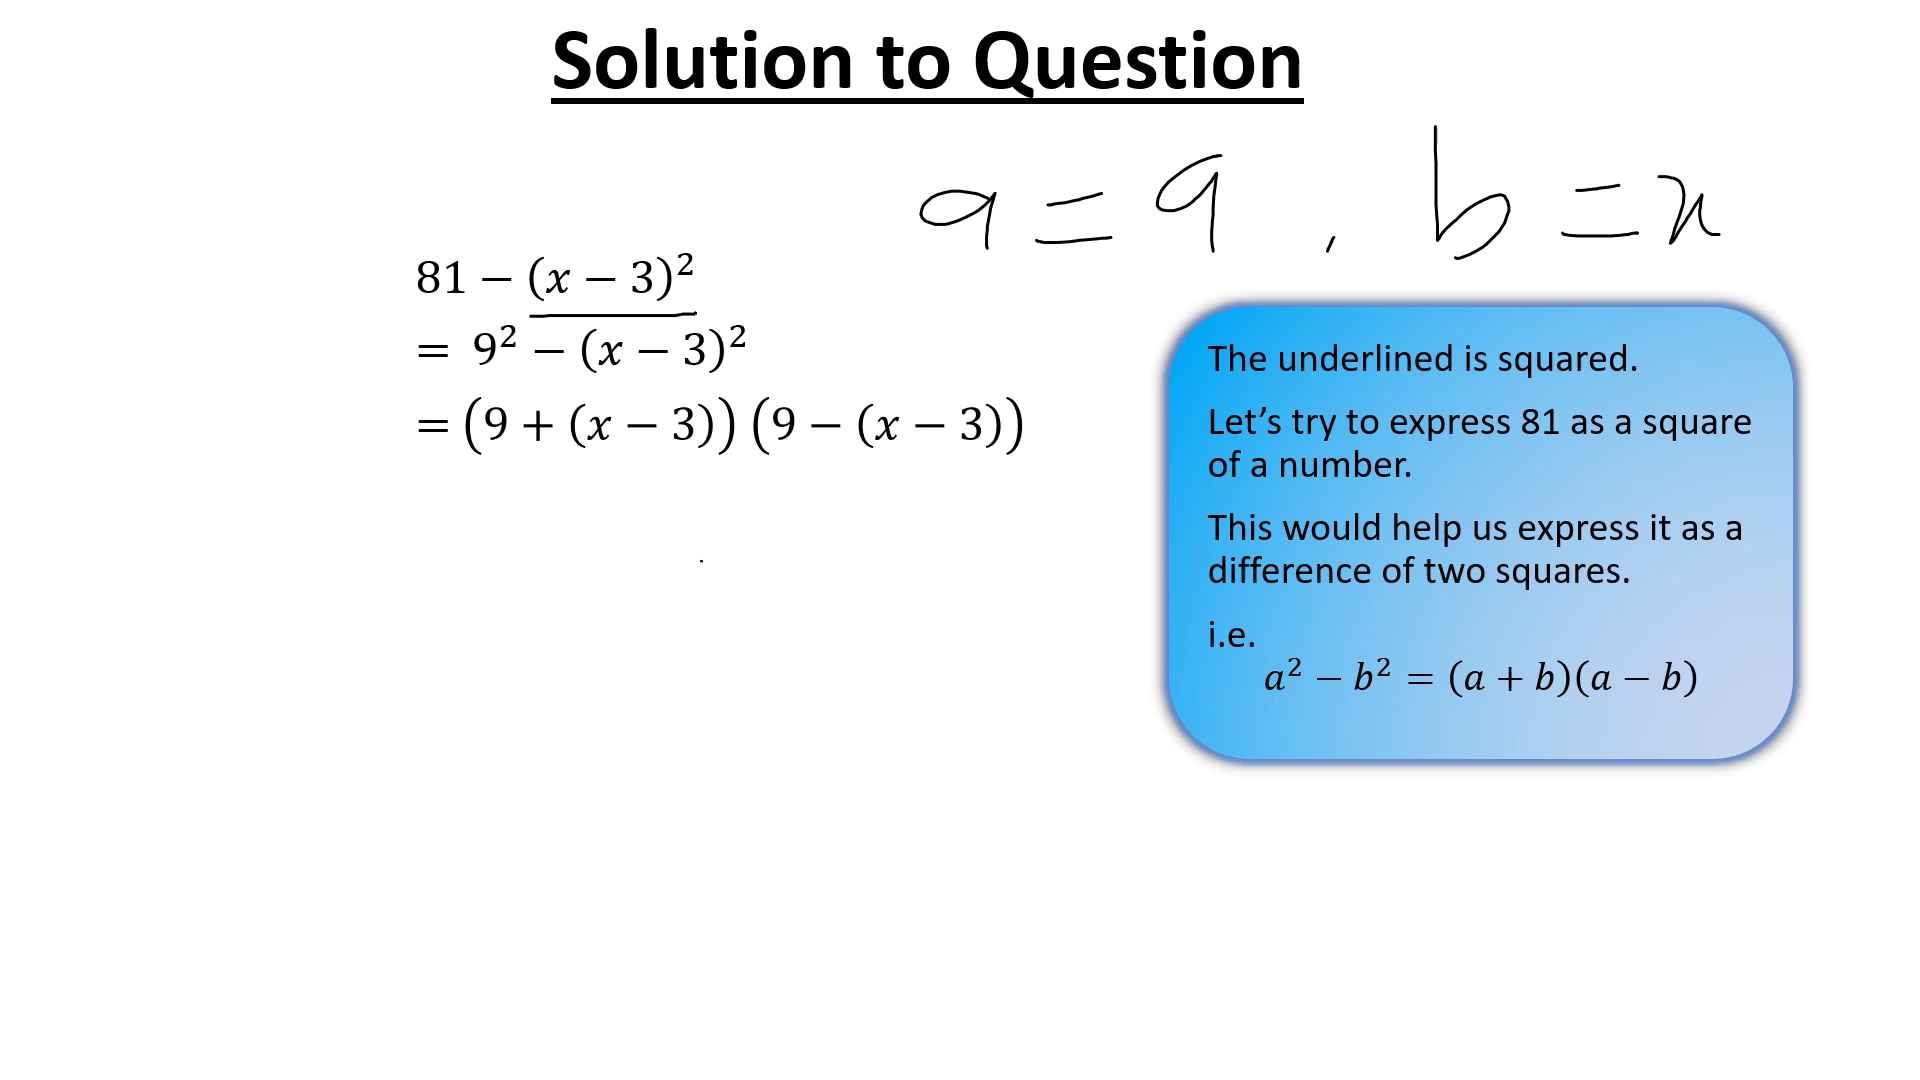 Solution to Question
a = 9 , b = x
81 − (x − 3)²
= 9² − (x − 3)²
= (9 + (x − 3)) (9 − (x − 3))
The underlined is squared.
Let’s try to express 81 as a square
of a number.
This would help us express it as a
difference of two squares.
i.e.
a² − b² = (a + b)(a − b)